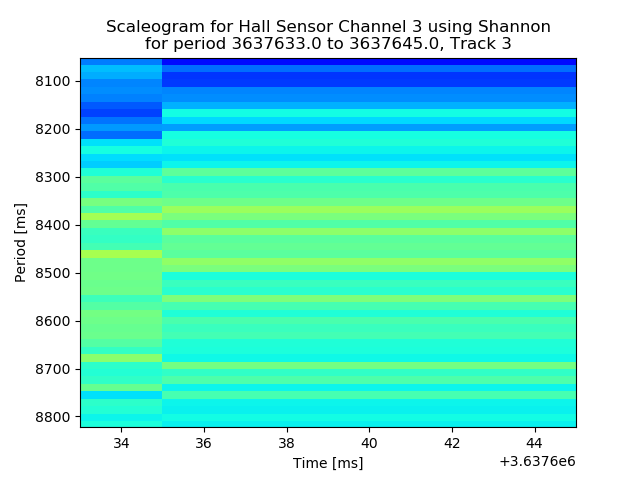 Scaleogram for Hall Sensor Channel 3 using Shannon
for period 3637633.0 to 3637645.0, Track 3
Period [ms]
8100
8200
8300
8400
8500
8600
8700
8800
34 36 38 40 42 44
Time [ms]
+3.6376e6